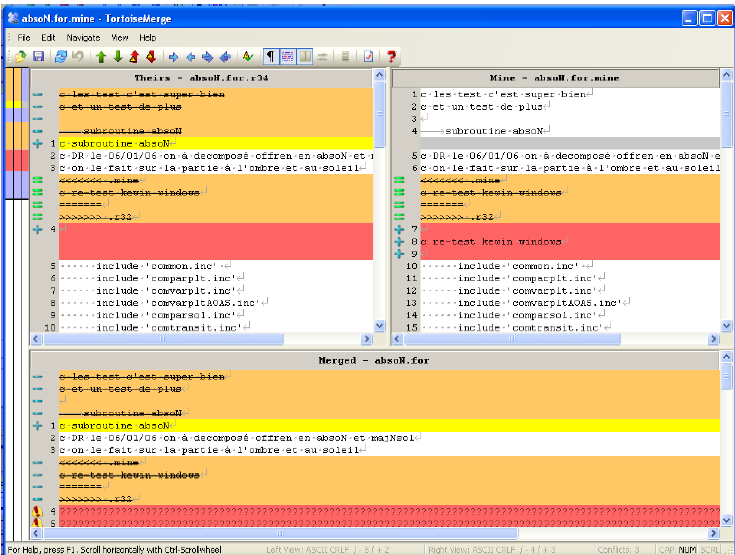 absoN.for.mine - TortoiseMerge
File Edit Navigate View Help
Theirs - absoN.for.r34
c·les·test·c'est·super·bien
c·et·un·test·de·plus
subroutine·absoN
1 c·subroutine·absoN
2 c·DR·le·06/01/06·on·à·decomposé·offren·en·absoN·et·
3 c·on·le·fait·sur·la·partie·à·l'ombre·et·au·soleil
<<<<<<<·.mine
c·re-test·kewin·windows
=======
>>>>>>>·.r32
4
5 ······include·'common.inc'·
6 ······include·'comparplt.inc'
7 ······include·'comvarplt.inc'
8 ······include·'comvarpltAOAS.inc'
9 ······include·'comparsol.inc'
10 ······include·'comtransit.inc'
Mine - absoN.for.mine
1 c·les·test·c'est·super·bien
2 c·et·un·test·de·plus
3
4 subroutine·absoN
5 c·DR·le·06/01/06·on·à·decomposé·offren·en·absoN·e
6 c·on·le·fait·sur·la·partie·à·l'ombre·et·au·soleil
<<<<<<<·.mine
c·re-test·kewin·windows
=======
>>>>>>>·.r32
7
8 c·re-test·kewin·windows
9
10 ······include·'common.inc'·
11 ······include·'comparplt.inc'
12 ······include·'comvarplt.inc'
13 ······include·'comvarpltAOAS.inc'
14 ······include·'comparsol.inc'
15 ······include·'comtransit.inc'
Merged - absoN.for
c·les·test·c'est·super·bien
c·et·un·test·de·plus
subroutine·absoN
1 c·subroutine·absoN
2 c·DR·le·06/01/06·on·à·decomposé·offren·en·absoN·et·majNsol
3 c·on·le·fait·sur·la·partie·à·l'ombre·et·au·soleil
<<<<<<<·.mine
c·re-test·kewin·windows
=======
>>>>>>>·.r32
4 ????????????????????????????????????????????????????????????????????????????????
5 ????????????????????????????????????????????????????????????????????????????????
For Help, press F1. Scroll horizontally with Ctrl-Scrollwheel
Left View: ASCII CRLF / - 8 / + 2
Right View: ASCII CRLF / - 4 / + 3
Conflicts: 3
CAP NUM SCRL